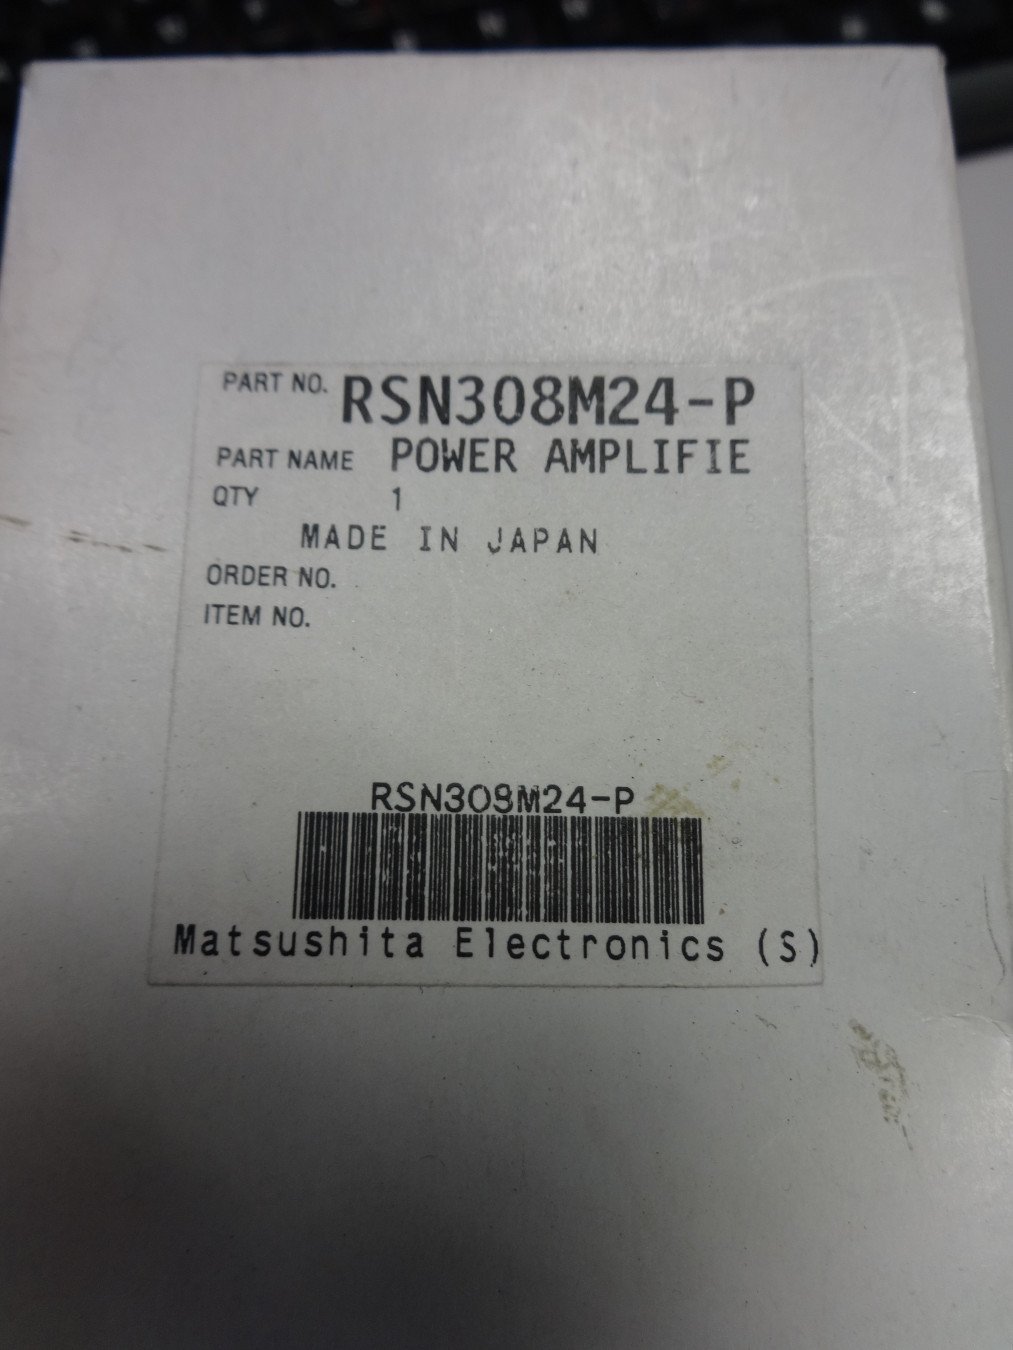 PART NO. RSN308M24-P
PART NAME POWER AMPLIFIE
QTY 1
MADE IN JAPAN
ORDER NO.
ITEM NO.
RSN308M24-P
Matsushita Electronics (S)